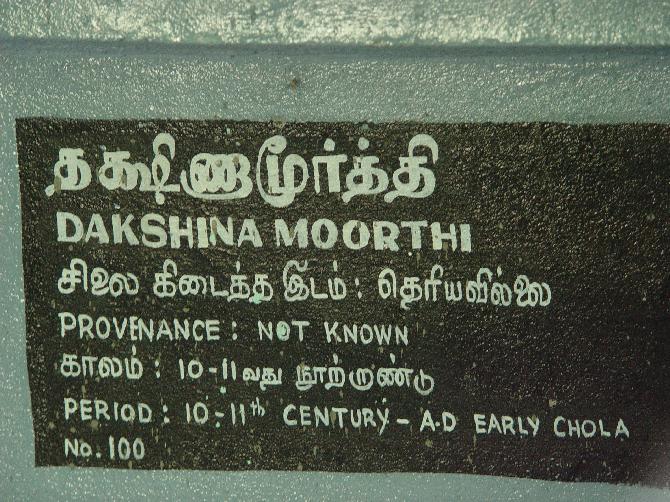 தக்ஷிணாமூர்த்தி
DAKSHINA MOORTHI
சிலை கிடைத்த இடம் : தெரியவில்லை
PROVENANCE : NOT KNOWN
காலம் : 10-11வது நூற்றாண்டு
PERIOD : 10-11th CENTURY - A.D EARLY CHOLA
No. 100